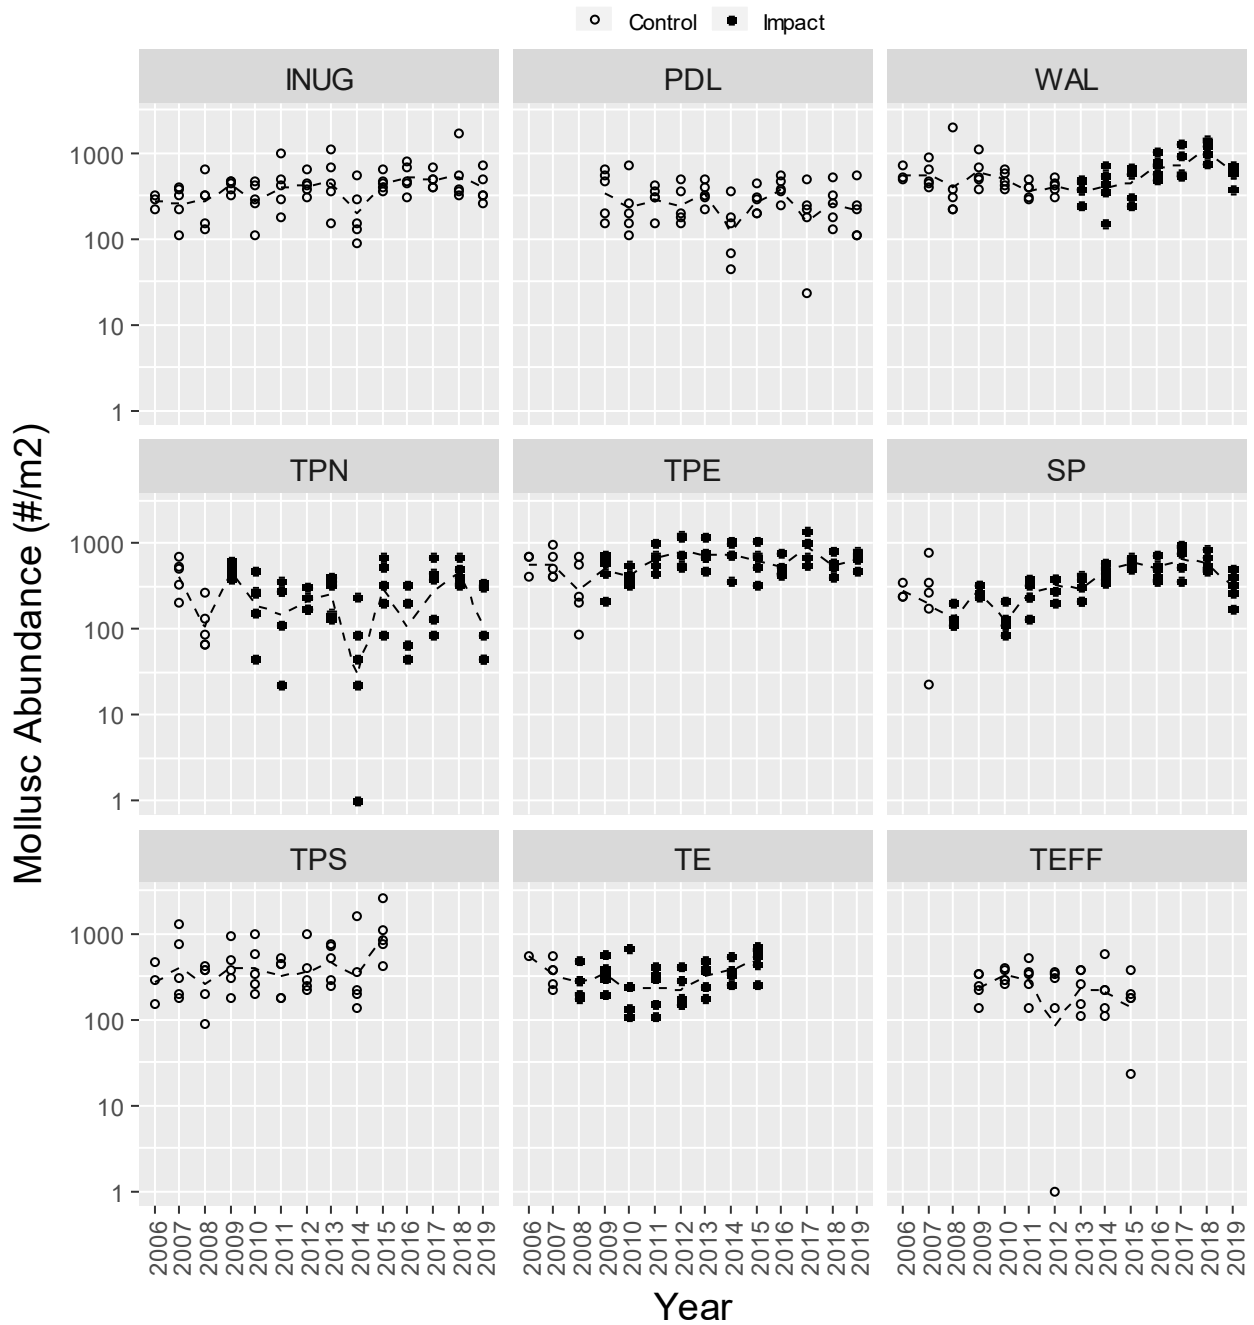 Control Impact
INUG PDL WAL
1000
100
10
1
TPN TPE SP
1000
100
10
1
TPS TE TEFF
1000
100
10
1
Mollusc Abundance (#/m2)
2006 2007 2008 2009 2010 2011 2012 2013 2014 2015 2016 2017 2018 2019 2006 2007 2008 2009 2010 2011 2012 2013 2014 2015 2016 2017 2018 2019 2006 2007 2008 2009 2010 2011 2012 2013 2014 2015 2016 2017 2018 2019
Year